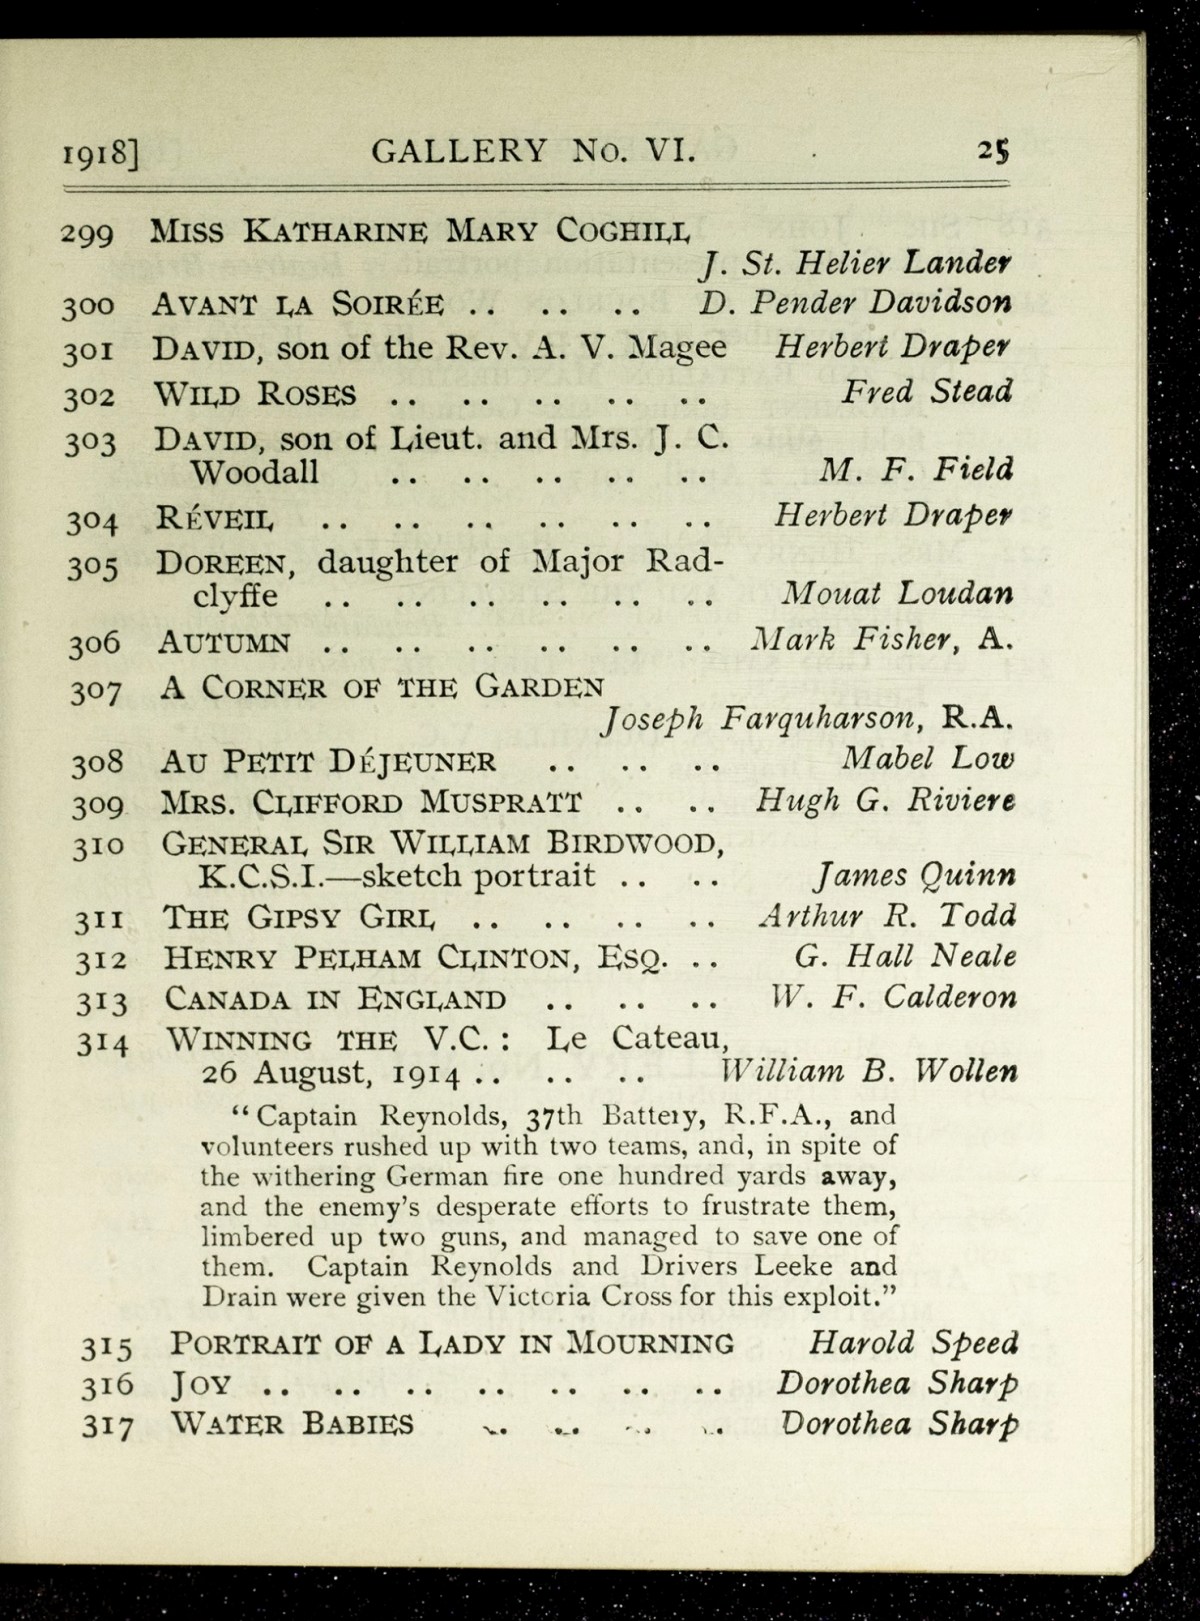 1918] GALLERY No. VI. 25
299 MISS KATHARINE MARY COGHILL
J. St. Helier Lander
300 AVANT LA SOIRÉE .. .. .. D. Pender Davidson
301 DAVID, son of the Rev. A. V. Magee Herbert Draper
302 WILD ROSES .. .. .. .. .. Fred Stead
303 DAVID, son of Lieut. and Mrs. J. C.
Woodall .. .. .. .. .. M. F. Field
304 RÉVEIL .. .. .. .. .. .. Herbert Draper
305 DOREEN, daughter of Major Rad-
clyffe .. .. .. .. .. .. Mouat Loudan
306 AUTUMN .. .. .. .. .. .. Mark Fisher, A.
307 A CORNER OF THE GARDEN
Joseph Farquharson, R.A.
308 AU PETIT DÉJEUNER .. .. .. Mabel Low
309 MRS. CLIFFORD MUSPRATT .. .. Hugh G. Riviere
310 GENERAL SIR WILLIAM BIRDWOOD,
K.C.S.I.—sketch portrait .. .. James Quinn
311 THE GIPSY GIRL .. .. .. .. Arthur R. Todd
312 HENRY PELHAM CLINTON, ESQ. .. G. Hall Neale
313 CANADA IN ENGLAND .. .. .. W. F. Calderon
314 WINNING THE V.C. : Le Cateau,
26 August, 1914 .. .. .. William B. Wollen
“Captain Reynolds, 37th Battery, R.F.A., and
volunteers rushed up with two teams, and, in spite of
the withering German fire one hundred yards away,
and the enemy’s desperate efforts to frustrate them,
limbered up two guns, and managed to save one of
them. Captain Reynolds and Drivers Leeke and
Drain were given the Victoria Cross for this exploit.”
315 PORTRAIT OF A LADY IN MOURNING Harold Speed
316 JOY .. .. .. .. .. .. .. Dorothea Sharp
317 WATER BABIES .. .. .. .. Dorothea Sharp